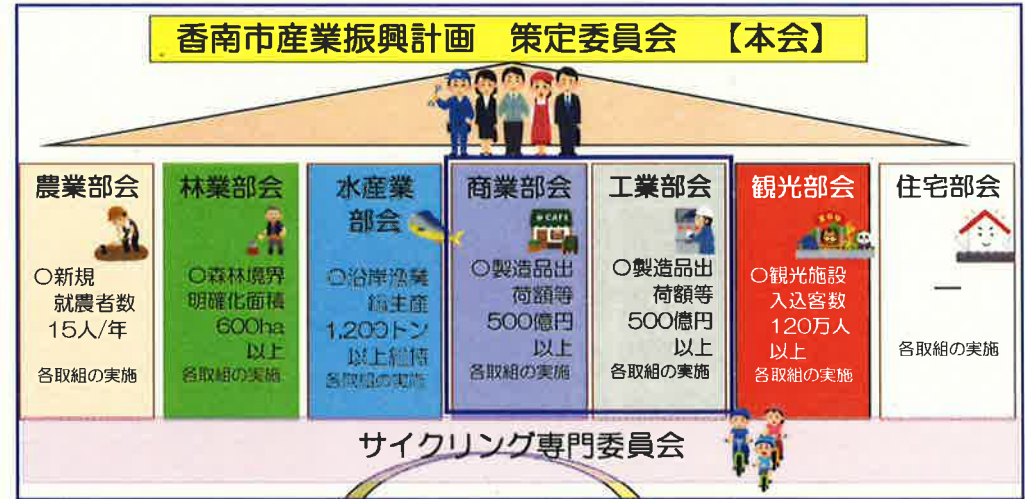 香南市産業振興計画 策定委員会 【本会】
農業部会
〇新規
就農者数
15人/年
各取組の実施
林業部会
〇森林境界
明確化面積
600ha
以上
各取組の実施
水産業
部会
〇沿岸漁業
総生産
1,200トン
以上維持
各取組の実施
商業部会
CAFE
〇製造品出
荷額等
500億円
以上
各取組の実施
工業部会
〇製造品出
荷額等
500億円
以上
各取組の実施
観光部会
ZOO
〇観光施設
入込客数
120万人
以上
各取組の実施
住宅部会
―
各取組の実施
サイクリング専門委員会